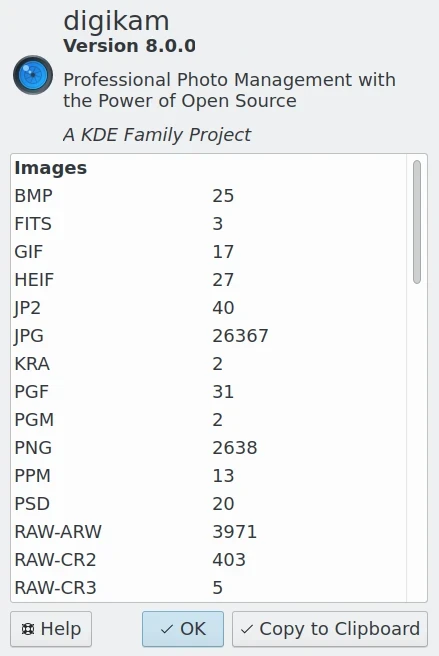 digikam
Version 8.0.0
Professional Photo Management with
the Power of Open Source
A KDE Family Project
Images
BMP 25
FITS 3
GIF 17
HEIF 27
JP2 40
JPG 26367
KRA 2
PGF 31
PGM 2
PNG 2638
PPM 13
PSD 20
RAW-ARW 3971
RAW-CR2 403
RAW-CR3 5
Help OK Copy to Clipboard